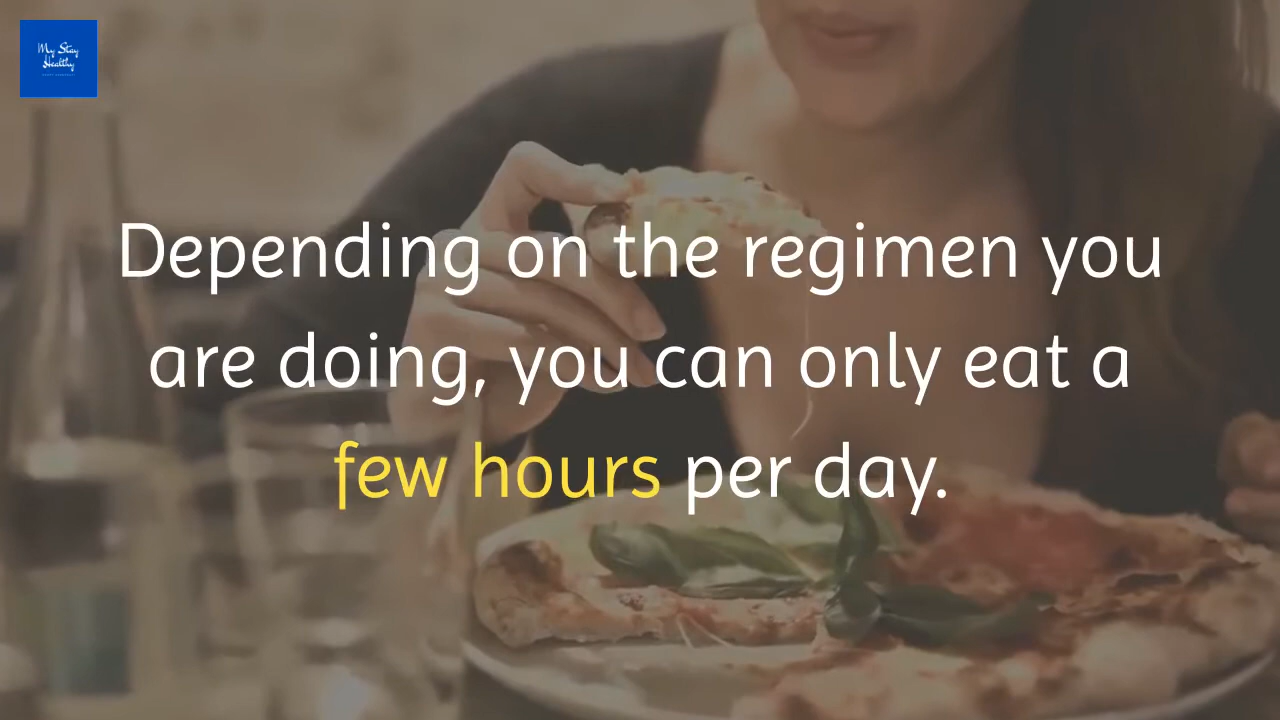 My Stay
Healthy
Depending on the regimen you
are doing, you can only eat a
few hours per day.